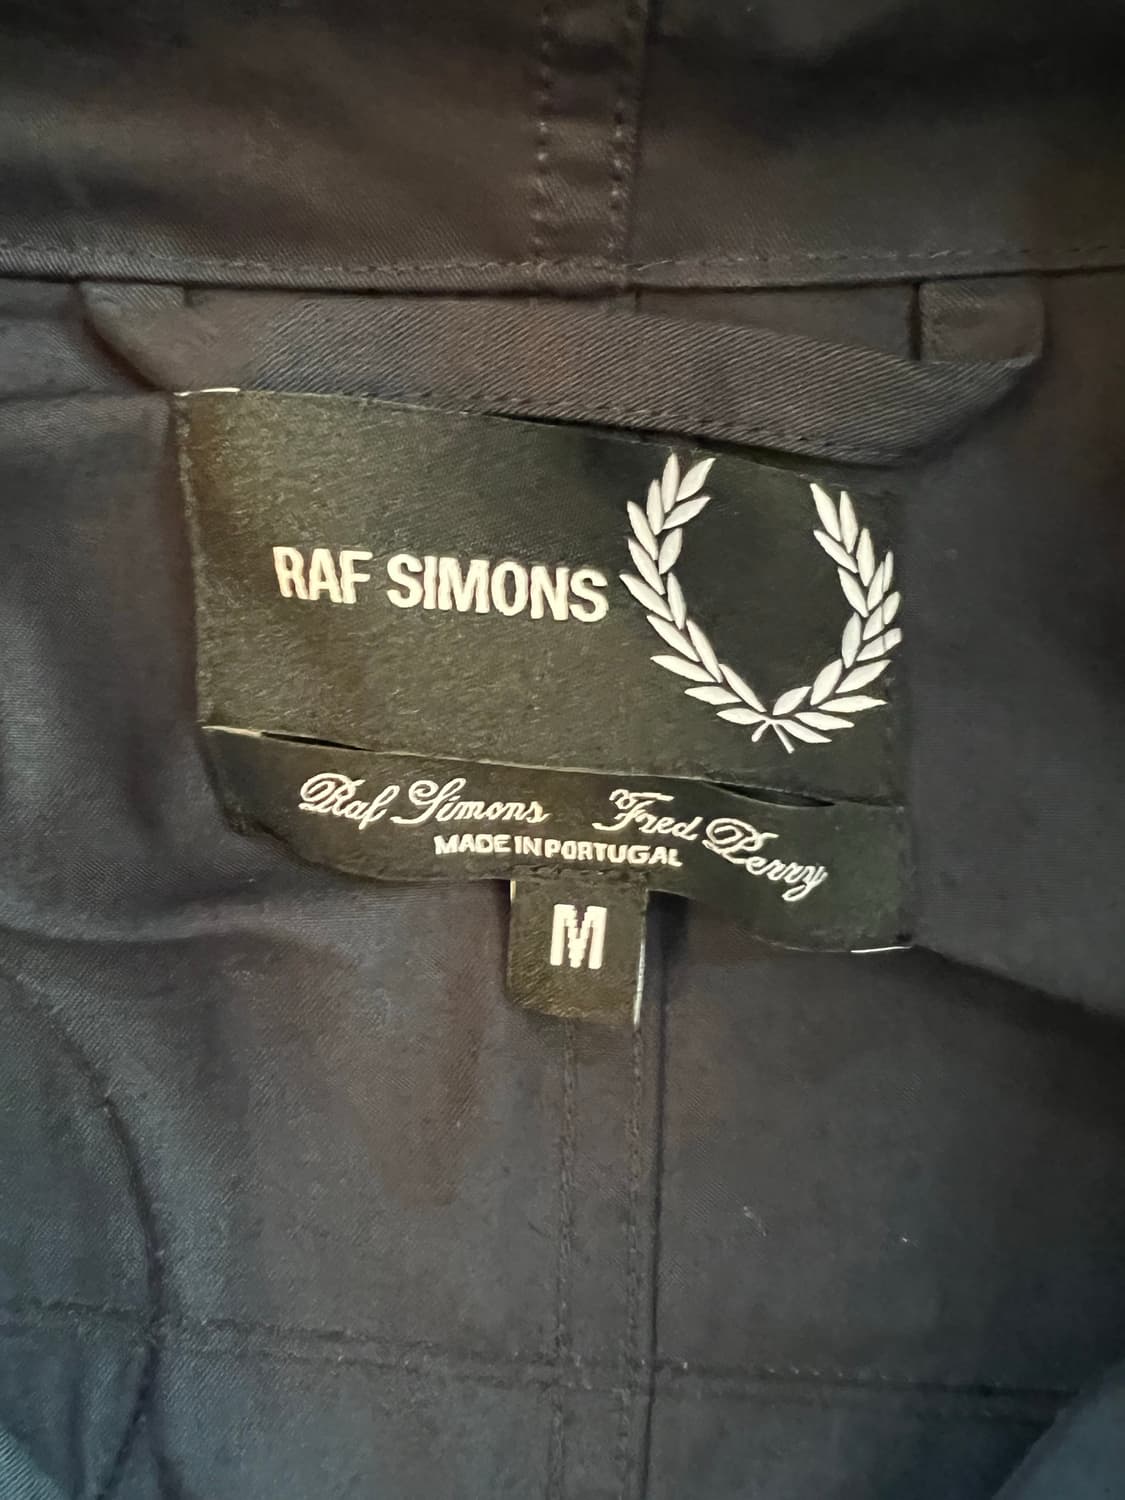 RAF SIMONS
Raf Simons Fred Perry
MADE IN PORTUGAL
M